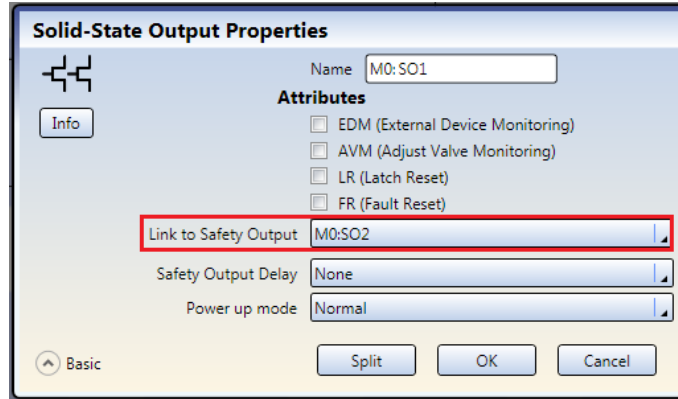 Solid-State Output Properties
Name M0:SO1
Attributes
Info
EDM (External Device Monitoring)
AVM (Adjust Valve Monitoring)
LR (Latch Reset)
FR (Fault Reset)
Link to Safety Output M0:SO2
Safety Output Delay None
Power up mode Normal
Basic Split OK Cancel